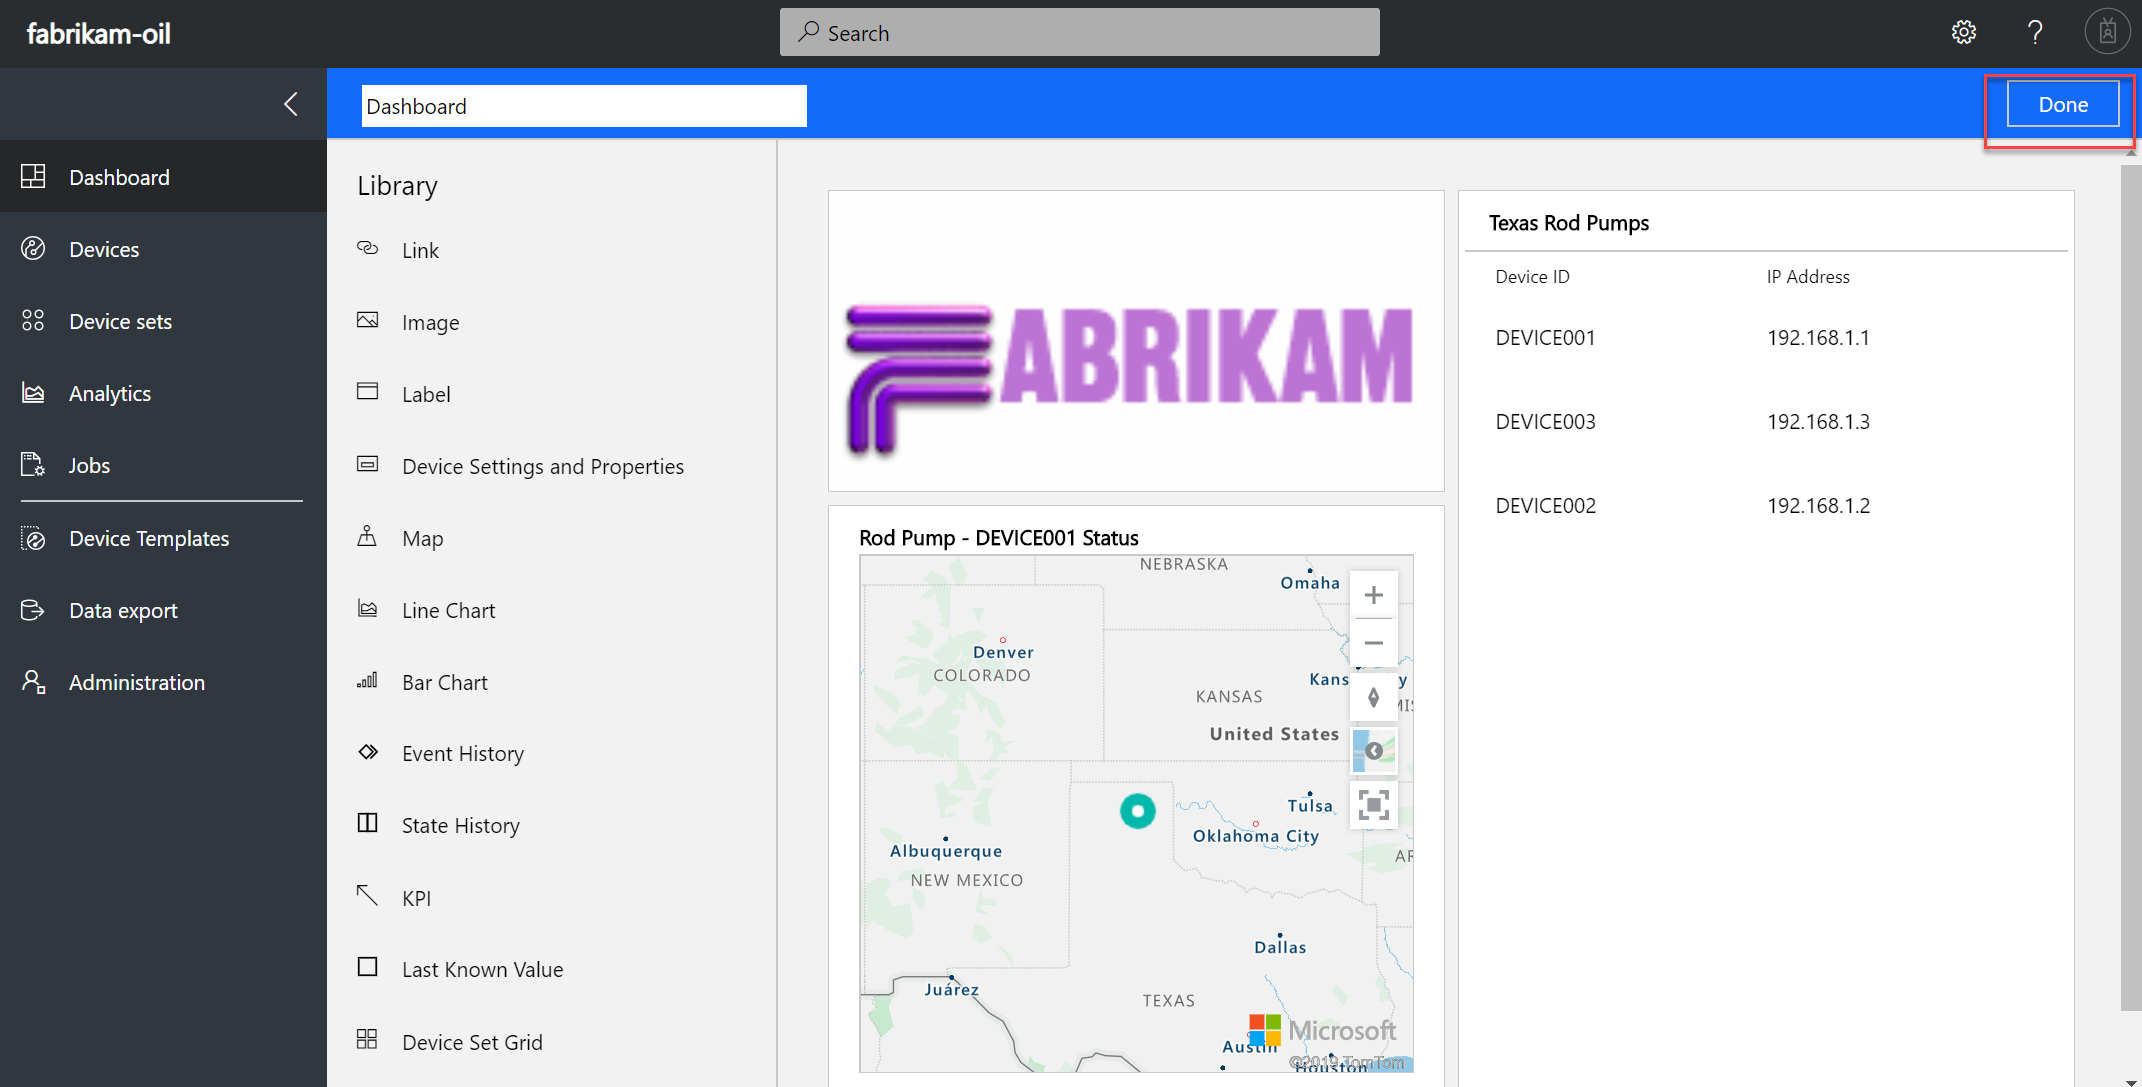 fabrikam-oil
Search
?
Dashboard
Done
Dashboard
Devices
Device sets
Analytics
Jobs
Device Templates
Data export
Administration
Library
Link
Image
Label
Device Settings and Properties
Map
Line Chart
Bar Chart
Event History
State History
KPI
Last Known Value
Device Set Grid
FABRIKAM
Rod Pump - DEVICE001 Status
NEBRASKA
Omaha
Denver
COLORADO
KANSAS
United States
Tulsa
Oklahoma City
Albuquerque
NEW MEXICO
Dallas
Juárez
TEXAS
Microsoft
Austin
©2019 TomTom
Houston
Texas Rod Pumps
Device ID IP Address
DEVICE001 192.168.1.1
DEVICE003 192.168.1.3
DEVICE002 192.168.1.2